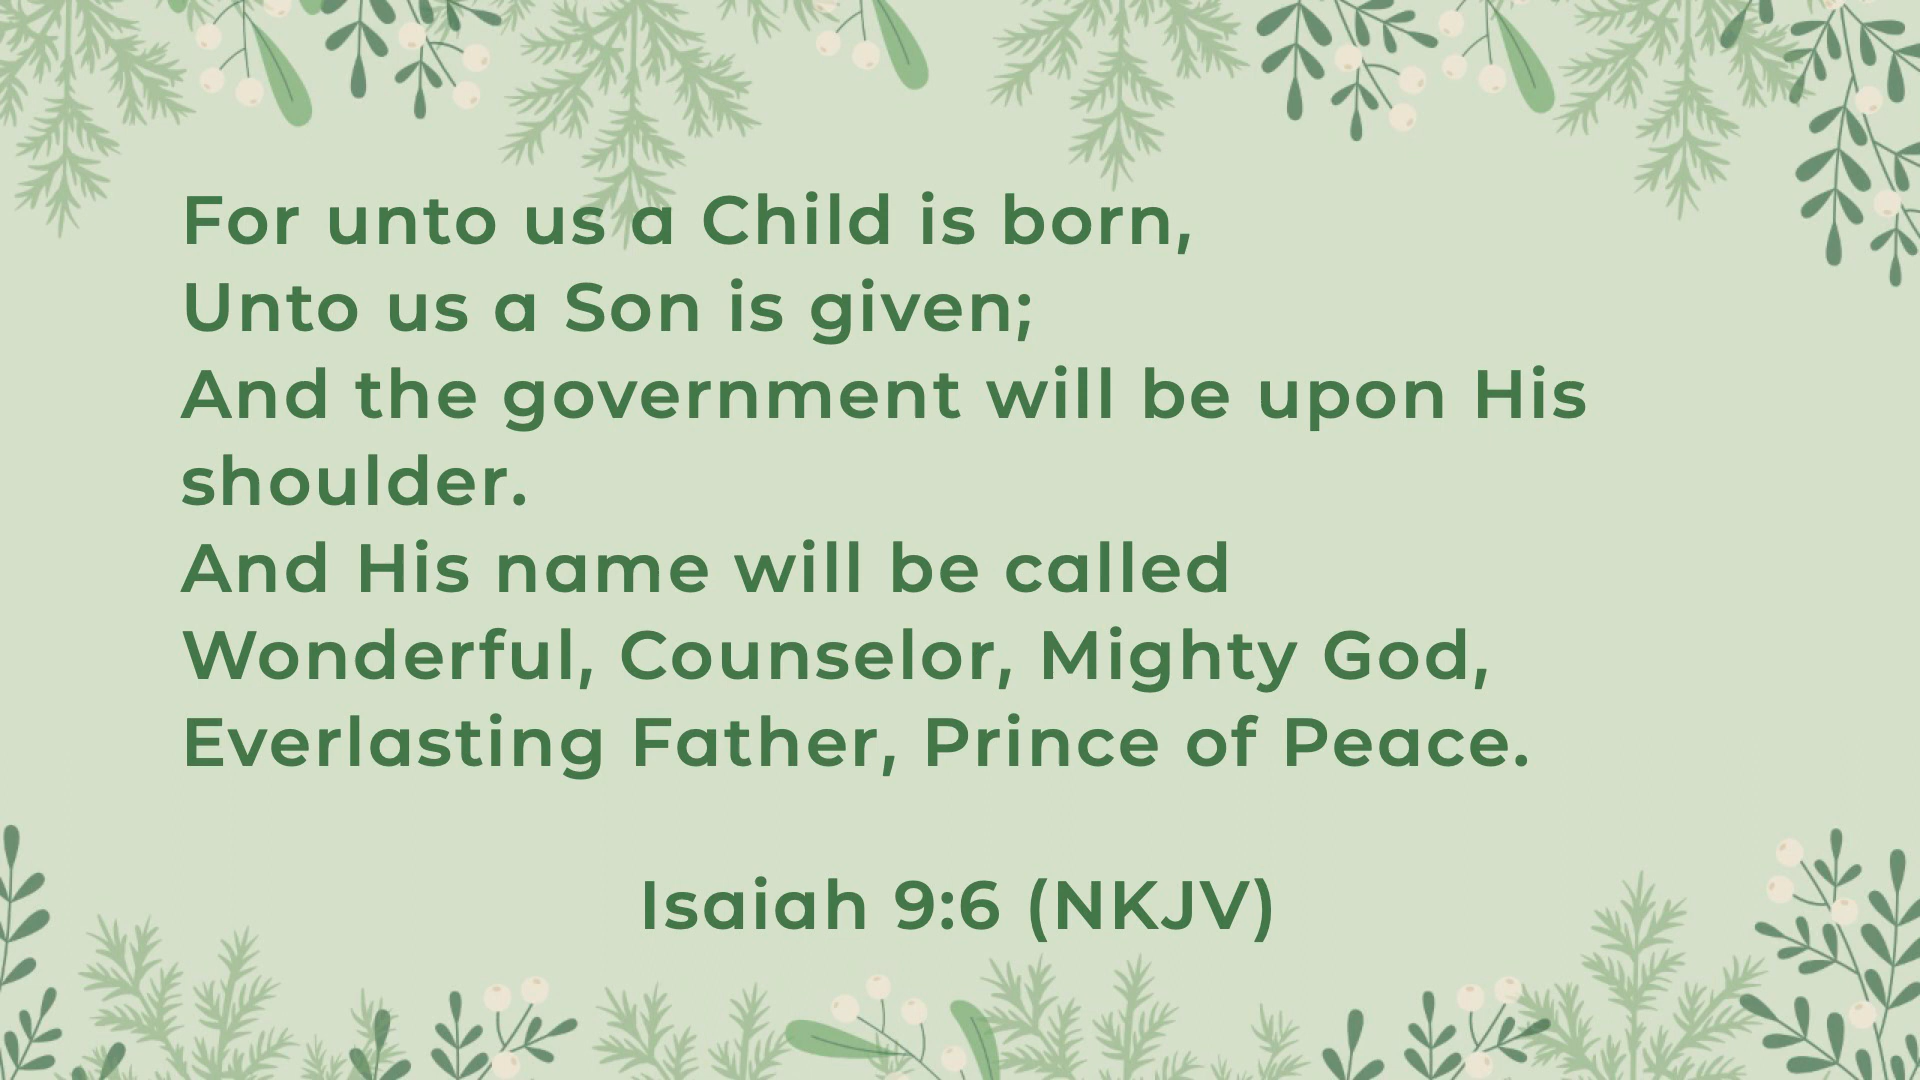 For unto us a Child is born,
Unto us a Son is given;
And the government will be upon His
shoulder.
And His name will be called
Wonderful, Counselor, Mighty God,
Everlasting Father, Prince of Peace.
Isaiah 9:6 (NKJV)